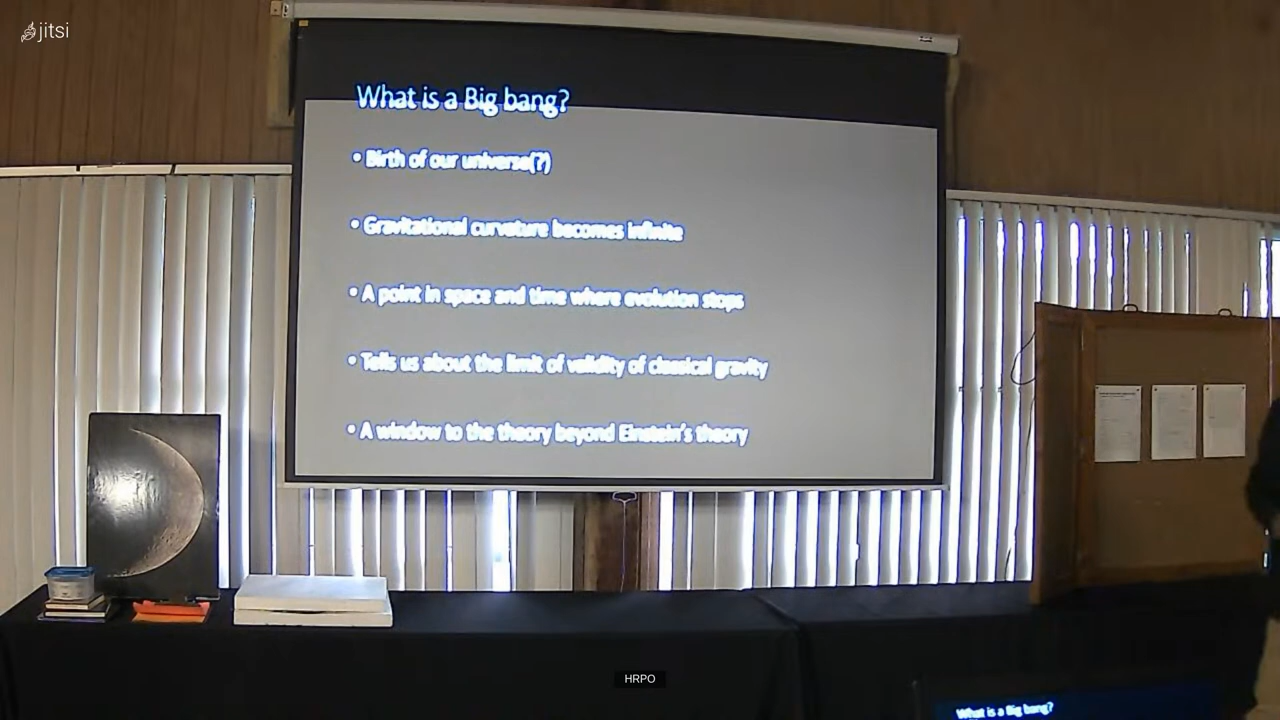 jitsi
What is a Big bang?
• Birth of our universe(?)
• Gravitational curvature becomes infinite
• A point in space and time where evolution stops
• Tells us about the limit of validity of classical gravity
• A window to the theory beyond Einstein's theory
HRPO
What is a Big bang?